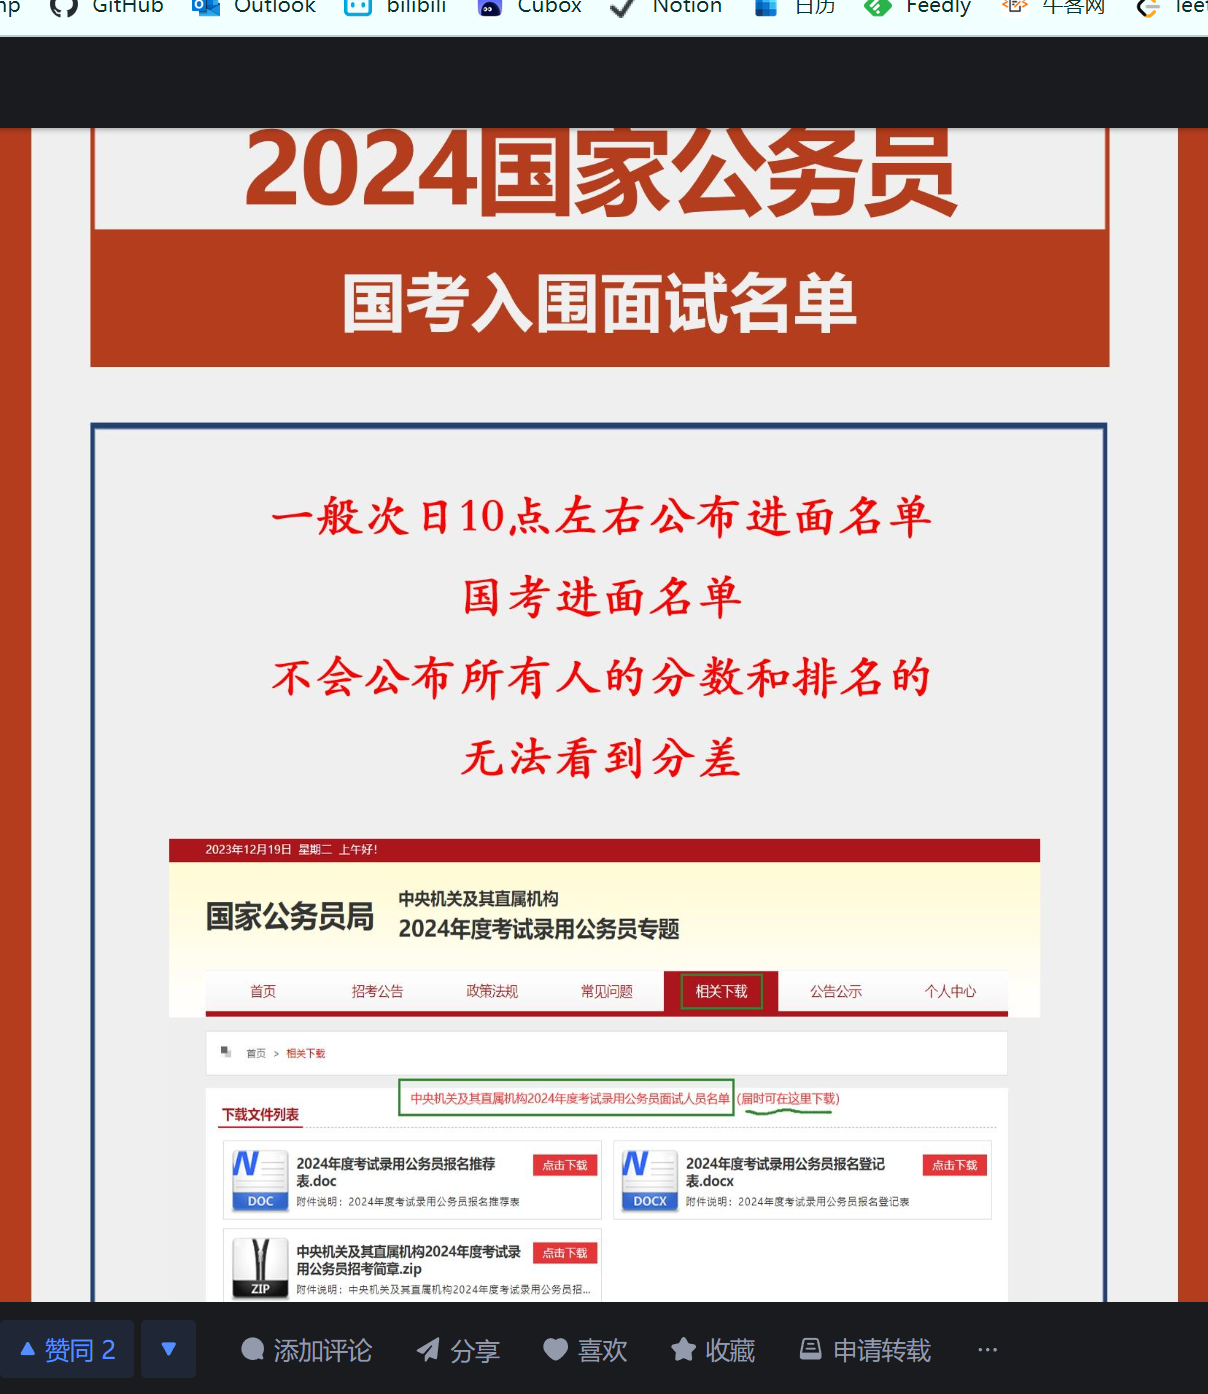 GitHub Outlook bilibili Cubox Notion 日历 Feedly 牛客网
2024国家公务员
国考入围面试名单
一般次日10点左右公布进面名单
国考进面名单
不会公布所有人的分数和排名的
无法看到分差
2023年12月19日 星期二 上午好!
国家公务员局
中央机关及其直属机构
2024年度考试录用公务员专题
首页 招考公告 政策法规 常见问题 相关下载 公告公示 个人中心
首页 > 相关下载
中央机关及其直属机构2024年度考试录用公务员面试人员名单 (届时可在这里下载)
下载文件列表
2024年度考试录用公务员报名推荐
表.doc
点击下载
DOC
附件说明：2024年度考试录用公务员报名推荐表
2024年度考试录用公务员报名登记
表.docx
点击下载
DOCX
附件说明：2024年度考试录用公务员报名登记表
中央机关及其直属机构2024年度考试录
用公务员招考简章.zip
点击下载
ZIP
附件说明：中央机关及其直属机构2024年度考试录用公务员招...
赞同 2 添加评论 分享 喜欢 收藏 申请转载 ...